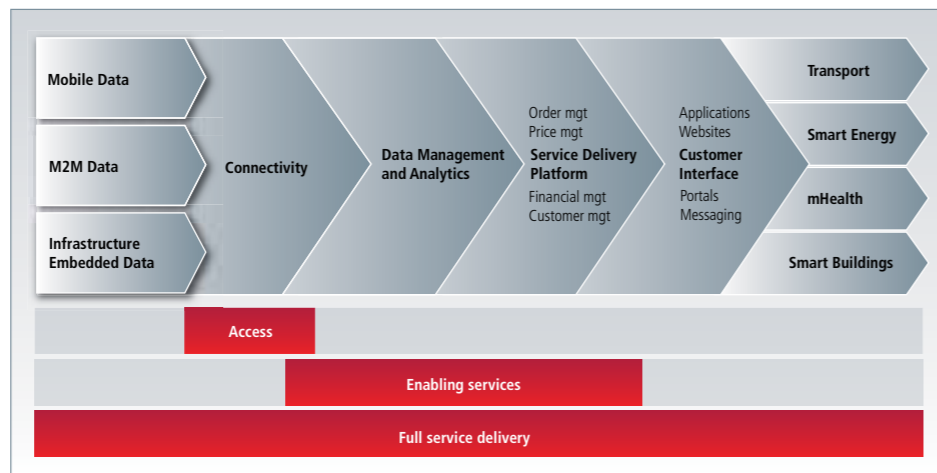 Mobile Data
M2M Data
Infrastructure
Embedded Data
Connectivity
Data Management
and Analytics
Order mgt
Price mgt
Service Delivery
Platform
Financial mgt
Customer mgt
Applications
Websites
Customer
Interface
Portals
Messaging
Transport
Smart Energy
mHealth
Smart Buildings
Access
Enabling services
Full service delivery